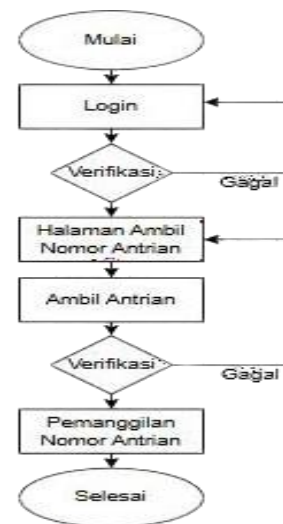 Mulai
Login
Verifikasi
Gagal
Halaman Ambil
Nomor Antrian
Ambil Antrian
Verifikasi
Gagal
Pemanggilan
Nomor Antrian
Selesai